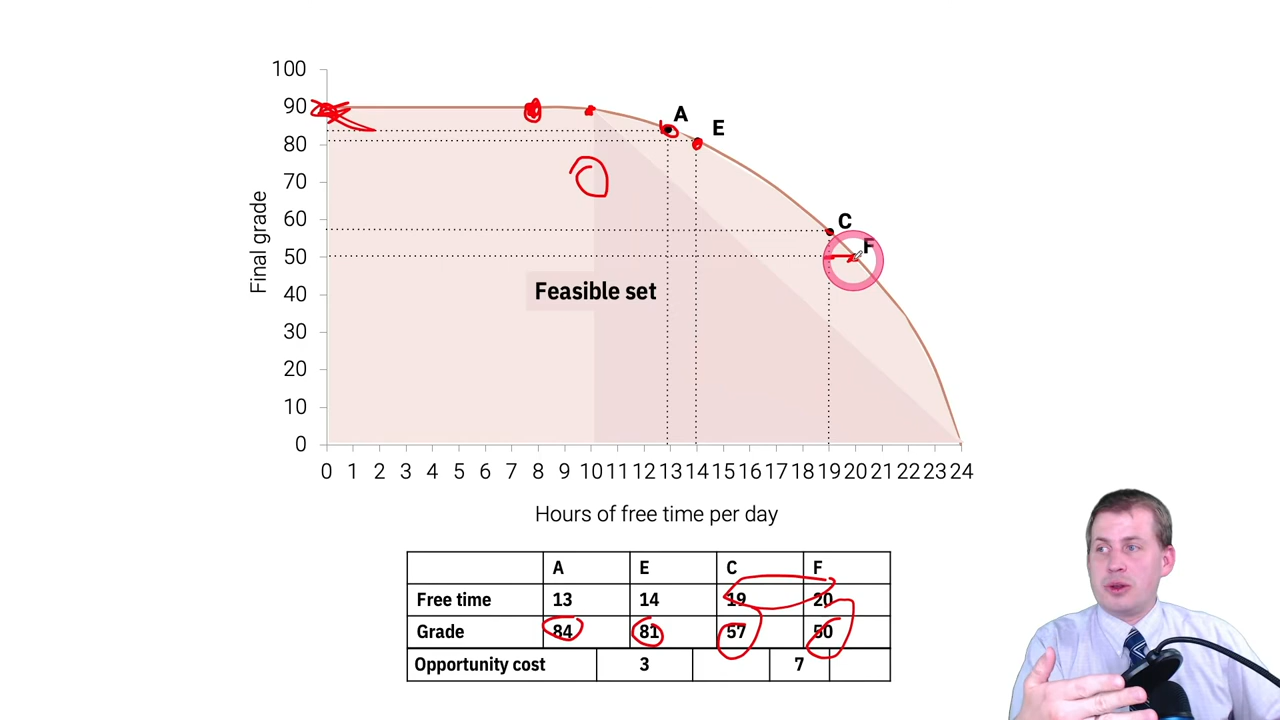 100
90
80
70
60
50
40
30
20
10
0
Final grade
A
E
C
F
Feasible set
0 1 2 3 4 5 6 7 8 9 10 11 12 13 14 15 16 17 18 19 20 21 22 23 24
Hours of free time per day
A E C F
Free time 13 14 19 20
Grade 84 81 57 50
Opportunity cost 3 7